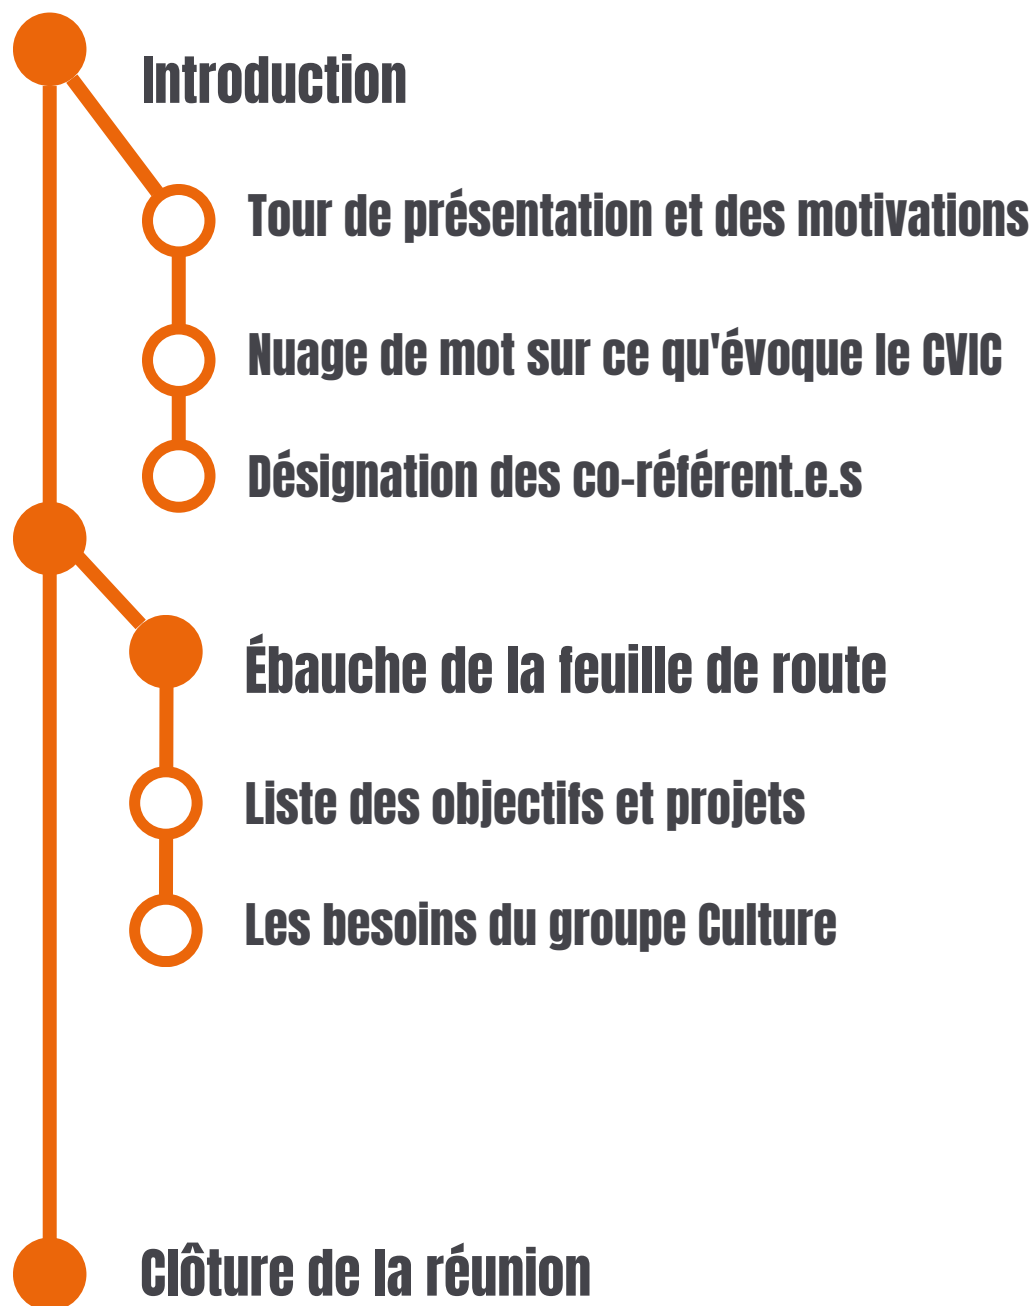 Introduction
Tour de présentation et des motivations
Nuage de mot sur ce qu'évoque le CVIC
Désignation des co-référent.e.s
Ébauche de la feuille de route
Liste des objectifs et projets
Les besoins du groupe Culture
Clôture de la réunion